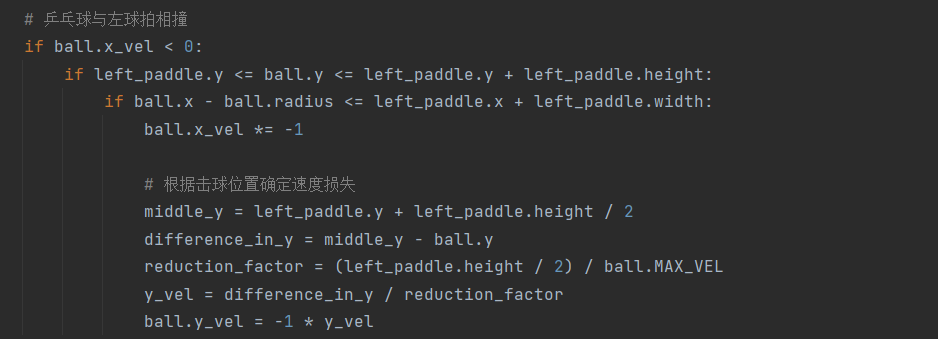 # 乒乓球与左球拍相撞
if ball.x_vel < 0:
if left_paddle.y <= ball.y <= left_paddle.y + left_paddle.height:
if ball.x - ball.radius <= left_paddle.x + left_paddle.width:
ball.x_vel *= -1
# 根据击球位置确定速度损失
middle_y = left_paddle.y + left_paddle.height / 2
difference_in_y = middle_y - ball.y
reduction_factor = (left_paddle.height / 2) / ball.MAX_VEL
y_vel = difference_in_y / reduction_factor
ball.y_vel = -1 * y_vel